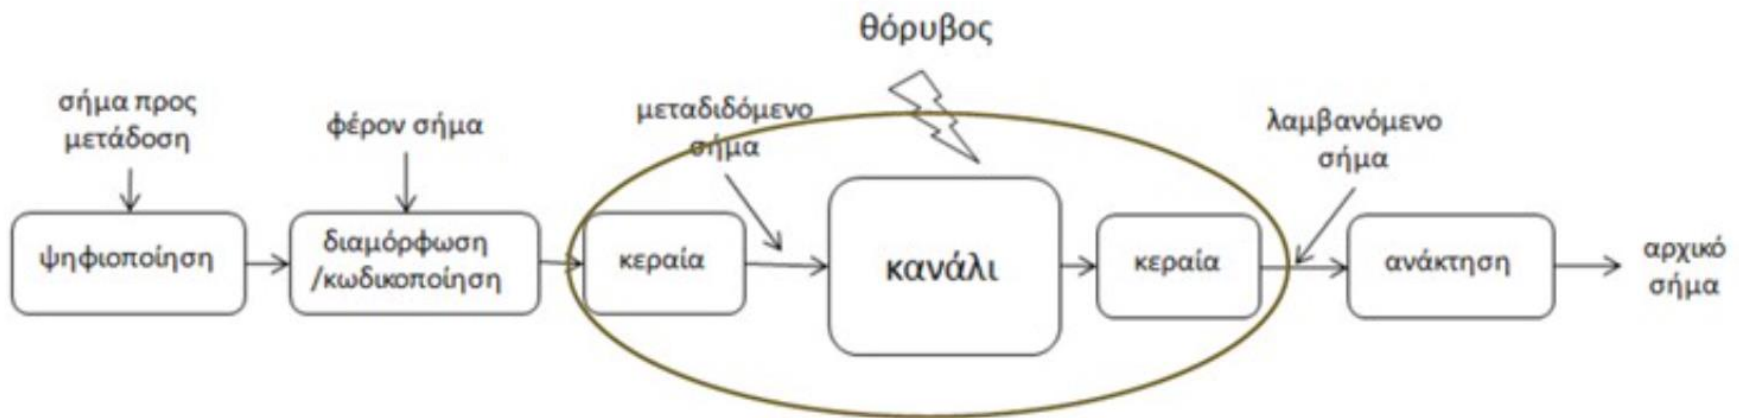 θόρυβος
σήμα προς
μετάδοση
φέρον σήμα
μεταδιδόμενο
σήμα
λαμβανόμενο
σήμα
ψηφιοποίηση
διαμόρφωση
/κωδικοποίηση
κεραία
κανάλι
κεραία
ανάκτηση
αρχικό
σήμα